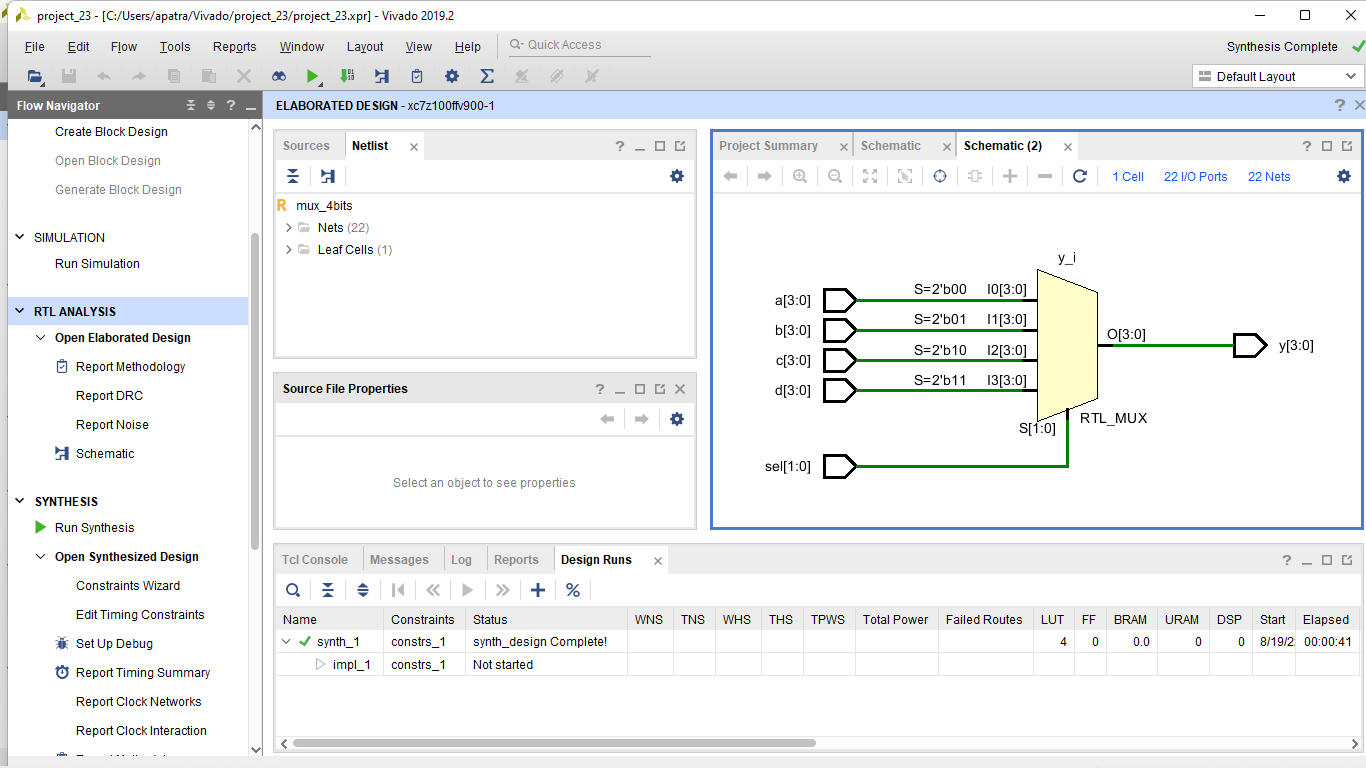 project_23 - [C:/Users/apatra/Vivado/project_23/project_23.xpr] - Vivado 2019.2
File Edit Flow Tools Reports Window Layout View Help Quick Access Synthesis Complete
Default Layout
Flow Navigator
Create Block Design
Open Block Design
Generate Block Design
SIMULATION
Run Simulation
RTL ANALYSIS
Open Elaborated Design
Report Methodology
Report DRC
Report Noise
Schematic
SYNTHESIS
Run Synthesis
Open Synthesized Design
Constraints Wizard
Edit Timing Constraints
Set Up Debug
Report Timing Summary
Report Clock Networks
Report Clock Interaction
ELABORATED DESIGN - xc7z100ffv900-1
Sources Netlist
R mux_4bits
Nets (22)
Leaf Cells (1)
Source File Properties
Select an object to see properties
Project Summary Schematic Schematic (2)
1 Cell 22 I/O Ports 22 Nets
y_i
a[3:0] S=2'b00 I0[3:0]
b[3:0] S=2'b01 I1[3:0]
O[3:0]
y[3:0]
c[3:0] S=2'b10 I2[3:0]
d[3:0] S=2'b11 I3[3:0]
RTL_MUX
S[1:0]
sel[1:0]
Tcl Console Messages Log Reports Design Runs
Name Constraints Status WNS TNS WHS THS TPWS Total Power Failed Routes LUT FF BRAM URAM DSP Start Elapsed
synth_1 constrs_1 synth_design Complete! 4 0 0.0 0 0 8/19/2 00:00:41
impl_1 constrs_1 Not started